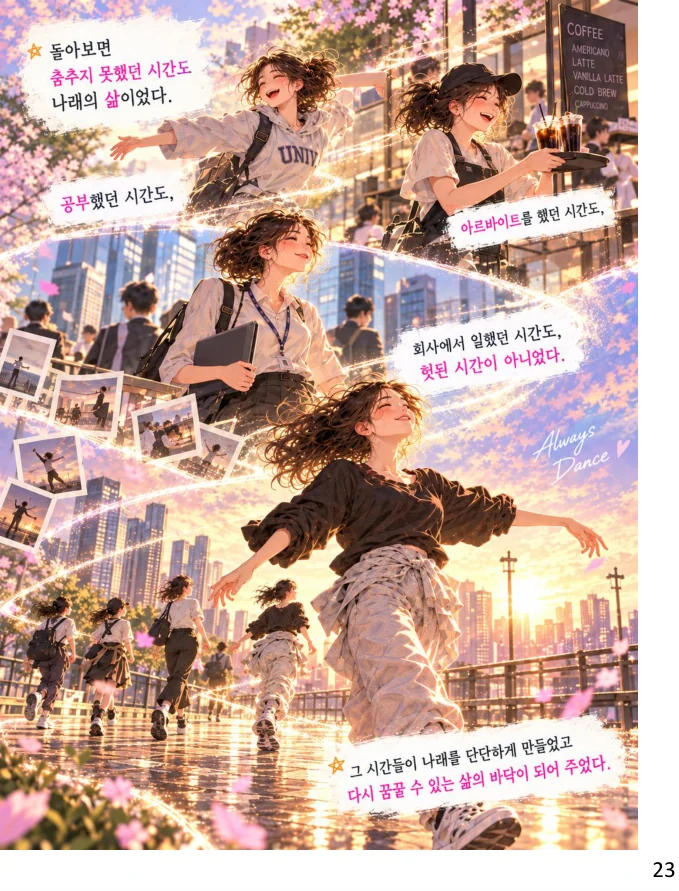 돌아보면
춤추지 못했던 시간도
나래의 삶이었다.
COFFEE
AMERICANO
LATTE
VANILLA LATTE
COLD BREW
CAPPUCCINO
UNIV
공부했던 시간도,
아르바이트를 했던 시간도,
회사에서 일했던 시간도,
헛된 시간이 아니었다.
Always
Dance
그 시간들이 나래를 단단하게 만들었고
다시 꿈꿀 수 있는 삶의 바닥이 되어 주었다.
23